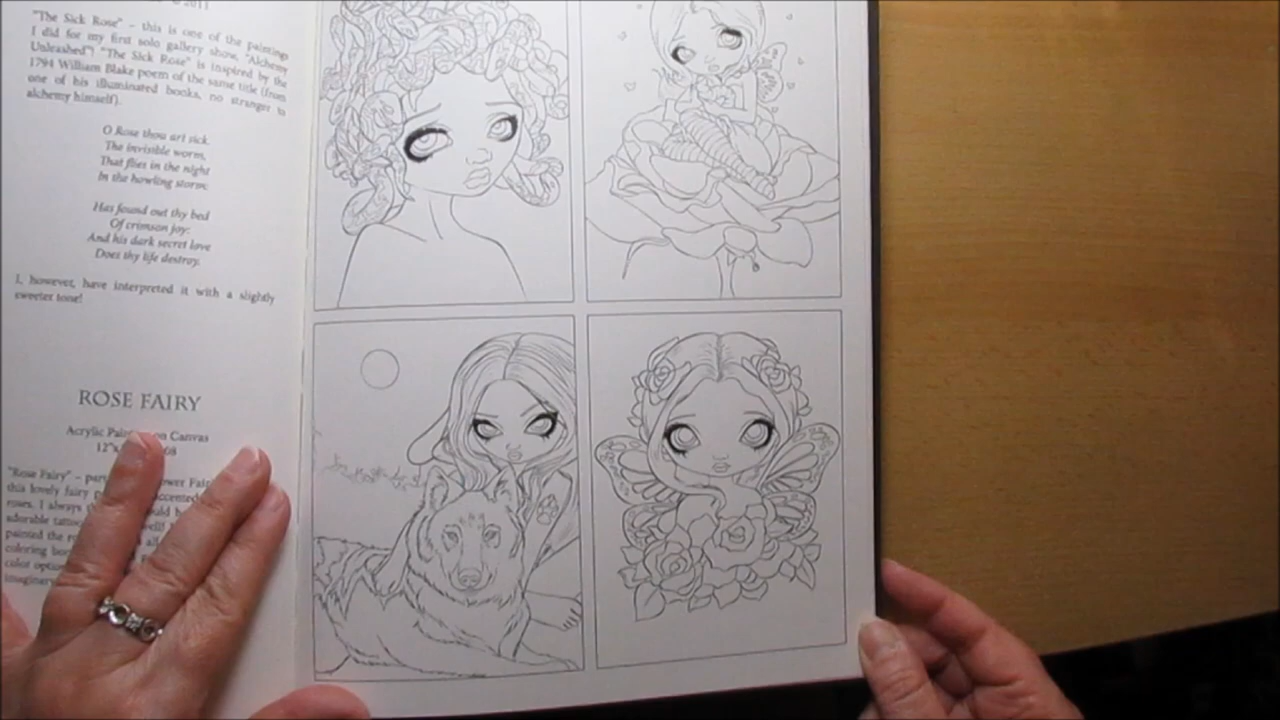 2011
"The Sick Rose" - this is one of the paintings
I did for my first solo gallery show, "Alchemy
Unleashed"! "The Sick Rose" is inspired by the
1794 William Blake poem of the same title (from
one of his illuminated books, no stranger to
alchemy himself).
O Rose thou art sick.
The invisible worm,
That flies in the night
In the howling storm:
Has found out thy bed
Of crimson joy:
And his dark secret love
Does thy life destroy.
I, however, have interpreted it with a slightly
sweeter tone!
ROSE FAIRY
Acrylic on Canvas
12"x
"Rose Fairy" -
this lovely fairy accented
I always
adorable
painted the
coloring
color